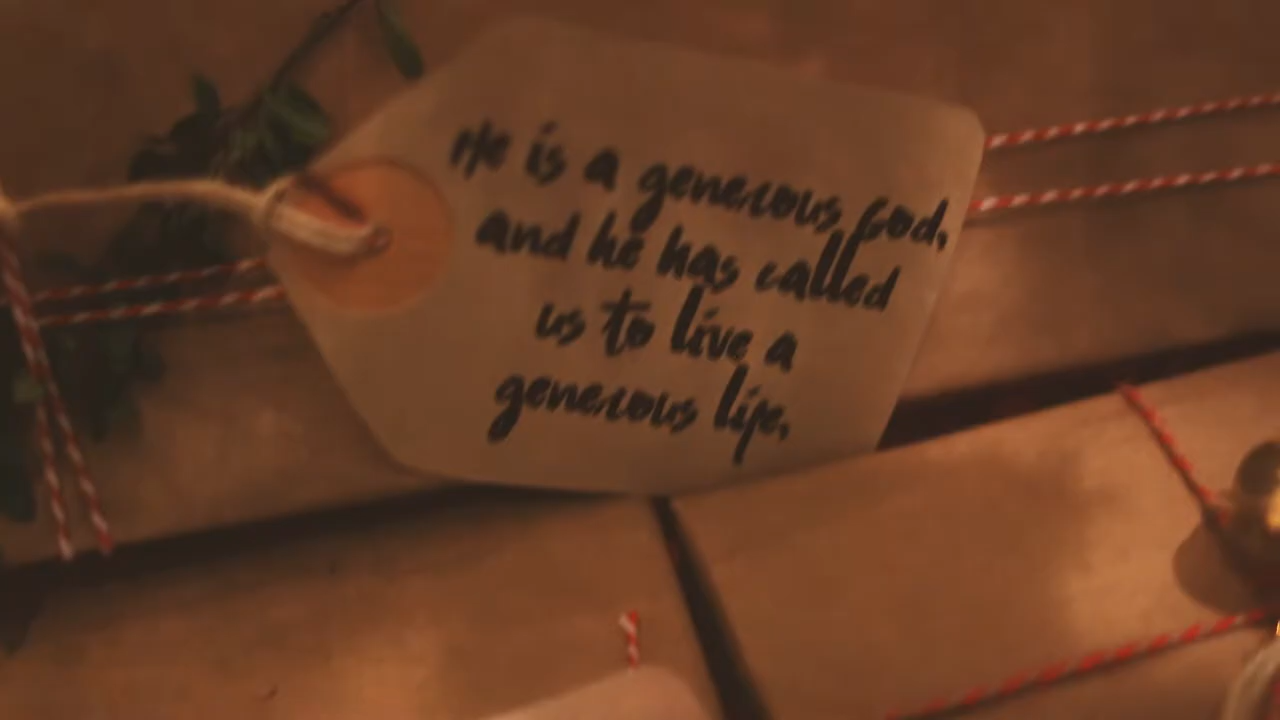 He is a generous God,
and he has called
us to live a
generous life.